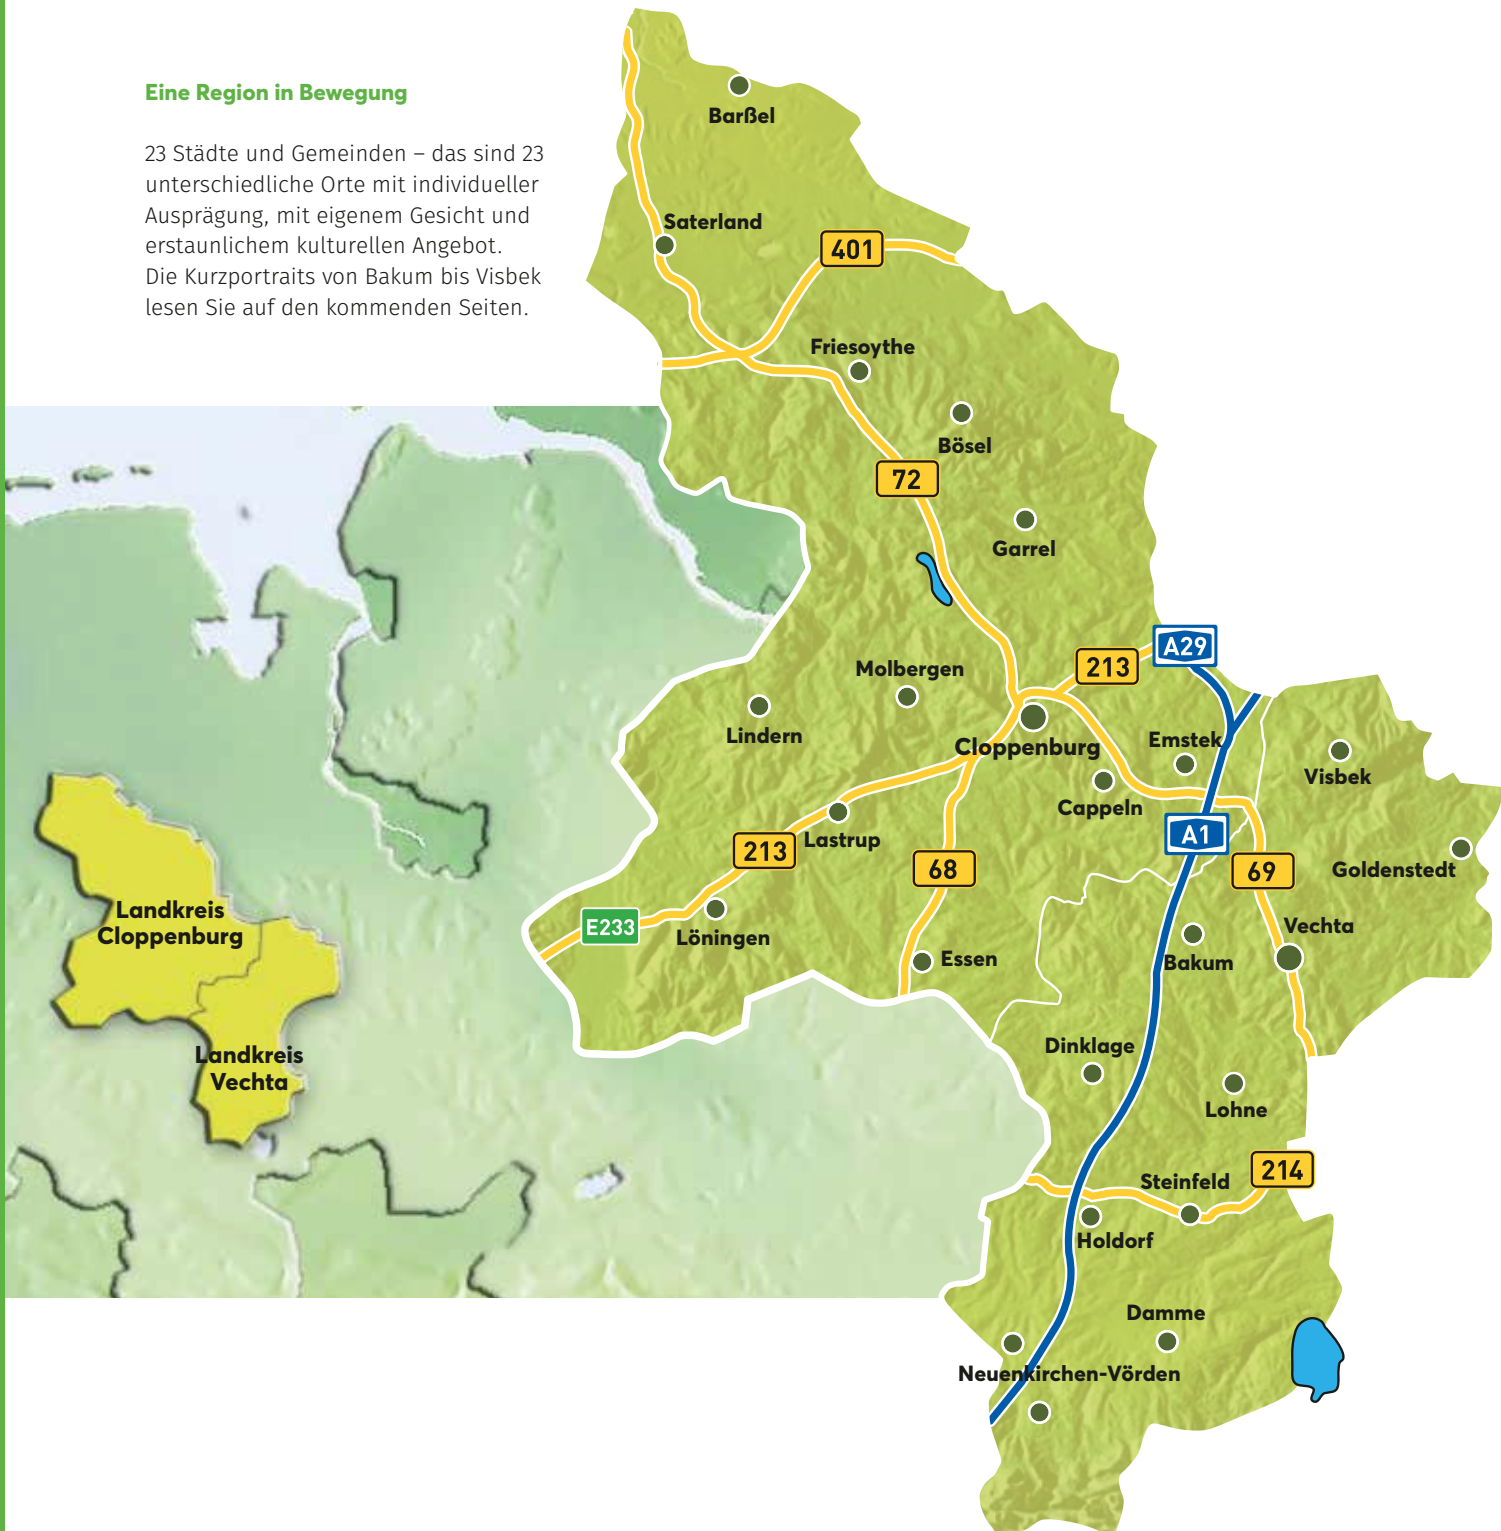 Eine Region in Bewegung
23 Städte und Gemeinden – das sind 23
unterschiedliche Orte mit individueller
Ausprägung, mit eigenem Gesicht und
erstaunlichem kulturellen Angebot.
Die Kurzportraits von Bakum bis Visbek
lesen Sie auf den kommenden Seiten.
Barßel
Saterland
401
Friesoythe
Bösel
72
Garrel
A29
213
Molbergen
Lindern
Cloppenburg
Emstek
Visbek
Cappeln
Lastrup
A1
213
68
69
Goldenstedt
Landkreis
Cloppenburg
E233
Löningen
Vechta
Essen
Bakum
Dinklage
Landkreis
Vechta
Lohne
214
Steinfeld
Holdorf
Damme
Neuenkirchen-Vörden